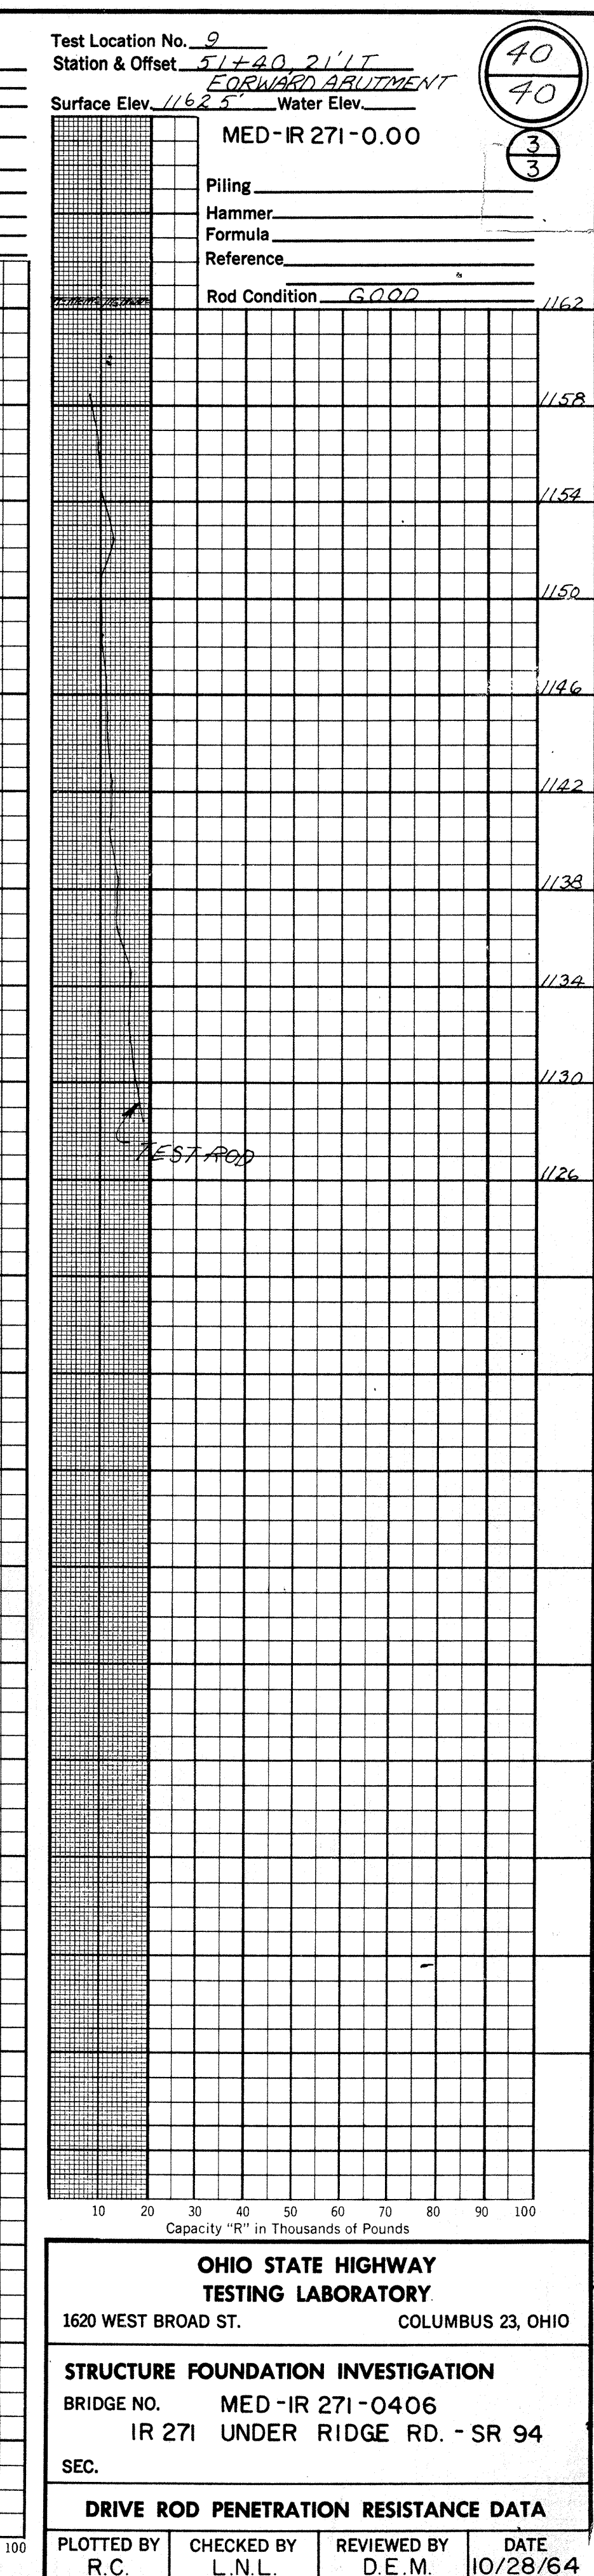 Test Location No. 9
Station & Offset 51+40, 21' LT
FORWARD ABUTMENT
Surface Elev. 1162.5' Water Elev.
40
40
MED-IR 271-0.00
3
3
Piling
Hammer
Formula
Reference
Rod Condition GOOD
1162
1158
1154
1150
1146
1142
1138
1134
1130
TEST ROD
1126
10 20 30 40 50 60 70 80 90 100
Capacity "R" in Thousands of Pounds
OHIO STATE HIGHWAY
TESTING LABORATORY
1620 WEST BROAD ST. COLUMBUS 23, OHIO
STRUCTURE FOUNDATION INVESTIGATION
BRIDGE NO. MED-IR 271-0406
IR 271 UNDER RIDGE RD. - SR 94
SEC.
DRIVE ROD PENETRATION RESISTANCE DATA
100
PLOTTED BY CHECKED BY REVIEWED BY DATE
R.C. L.N.L. D.E.M. 10/28/64